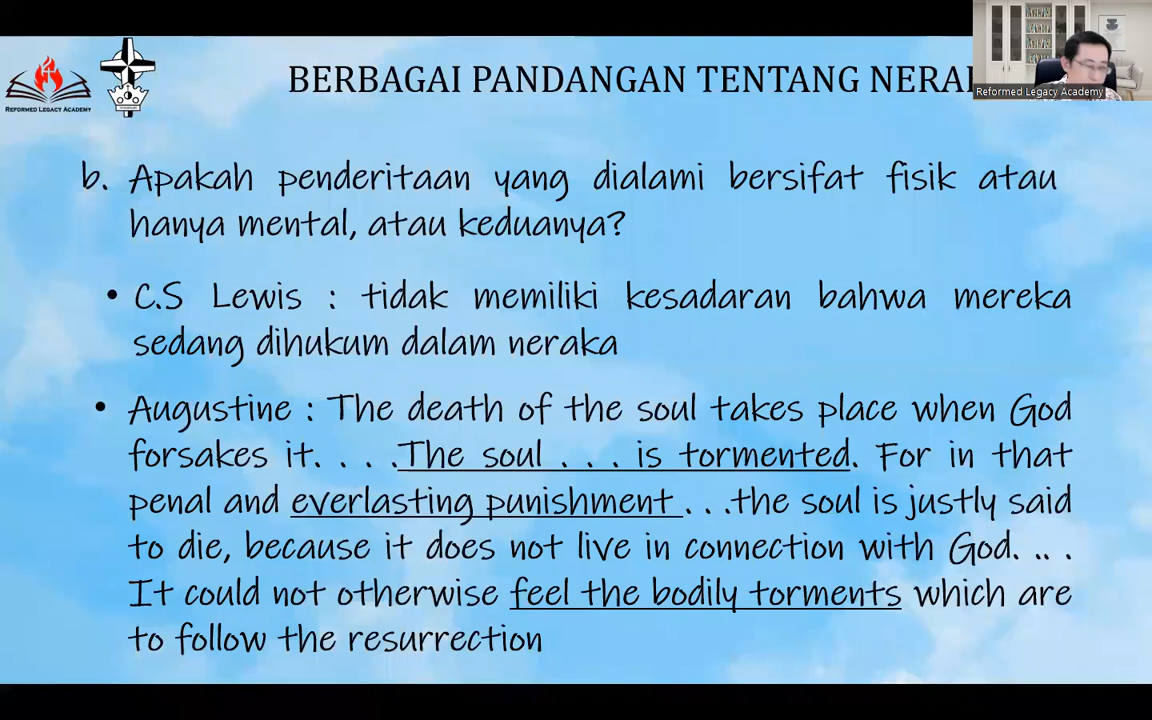 REFORMED LEGACY ACADEMY
BERBAGAI PANDANGAN TENTANG
Reformed Legacy Academy
b. Apakah penderitaan yang dialami bersifat fisik atau
hanya mental, atau keduanya?
• C.S Lewis : tidak memiliki kesadaran bahwa mereka
sedang dihukum dalam neraka
• Augustine : The death of the soul takes place when God
forsakes it. . . .The soul . . . is tormented. For in that
penal and everlasting punishment . . .the soul is justly said
to die, because it does not live in connection with God. .. .
It could not otherwise feel the bodily torments which are
to follow the resurrection